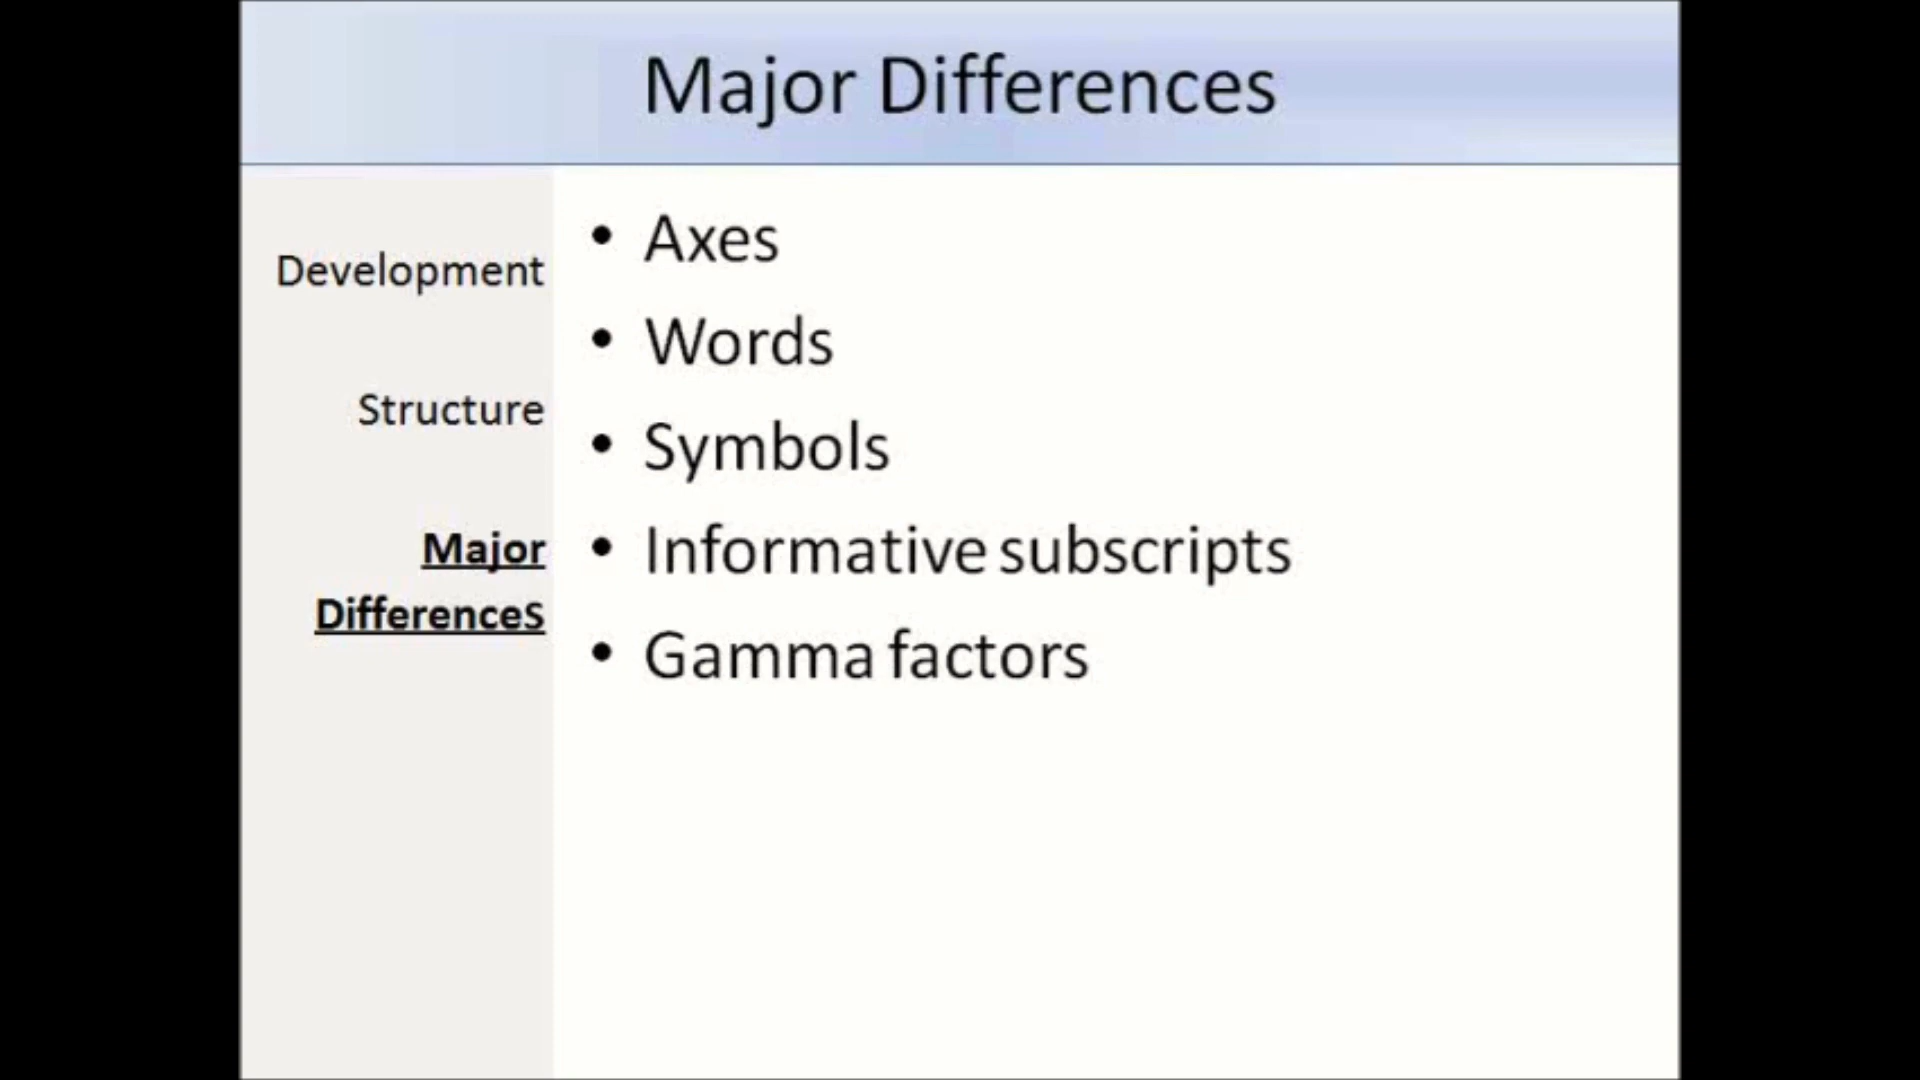 Major Differences
Development
Structure
Major
Differences
• Axes
• Words
• Symbols
• Informative subscripts
• Gamma factors